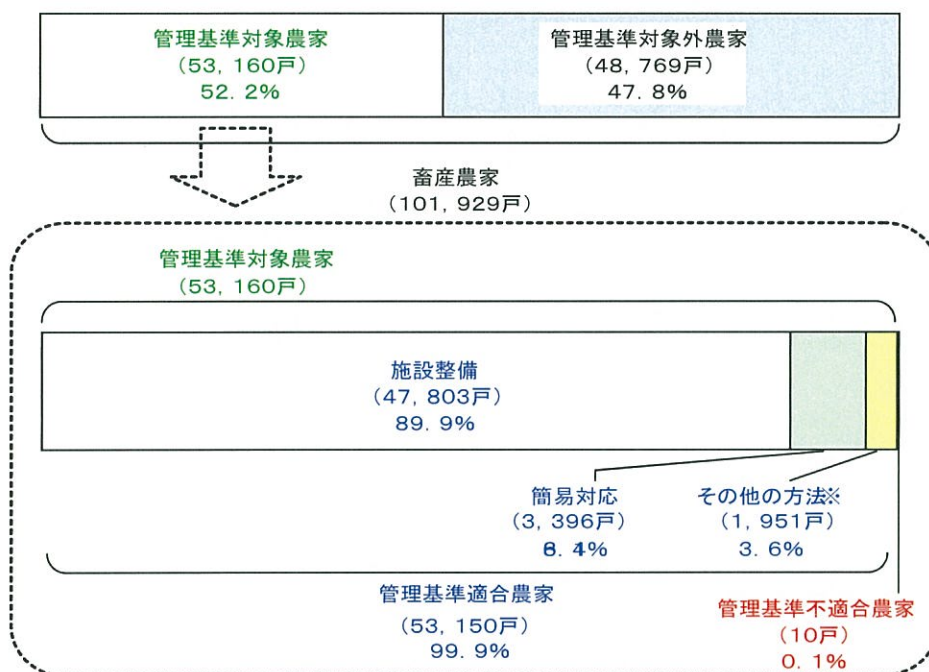 管理基準対象農家
(53, 160戸)
52. 2%
管理基準対象外農家
(48, 769戸)
47. 8%
畜産農家
(101, 929戸)
管理基準対象農家
(53, 160戸)
施設整備
(47, 803戸)
89. 9%
簡易対応
(3, 396戸)
その他の方法※
(1, 951戸)
3. 6%
管理基準適合農家
(53, 150戸)
99. 9%
管理基準不適合農家
(10戸)
0. 1%